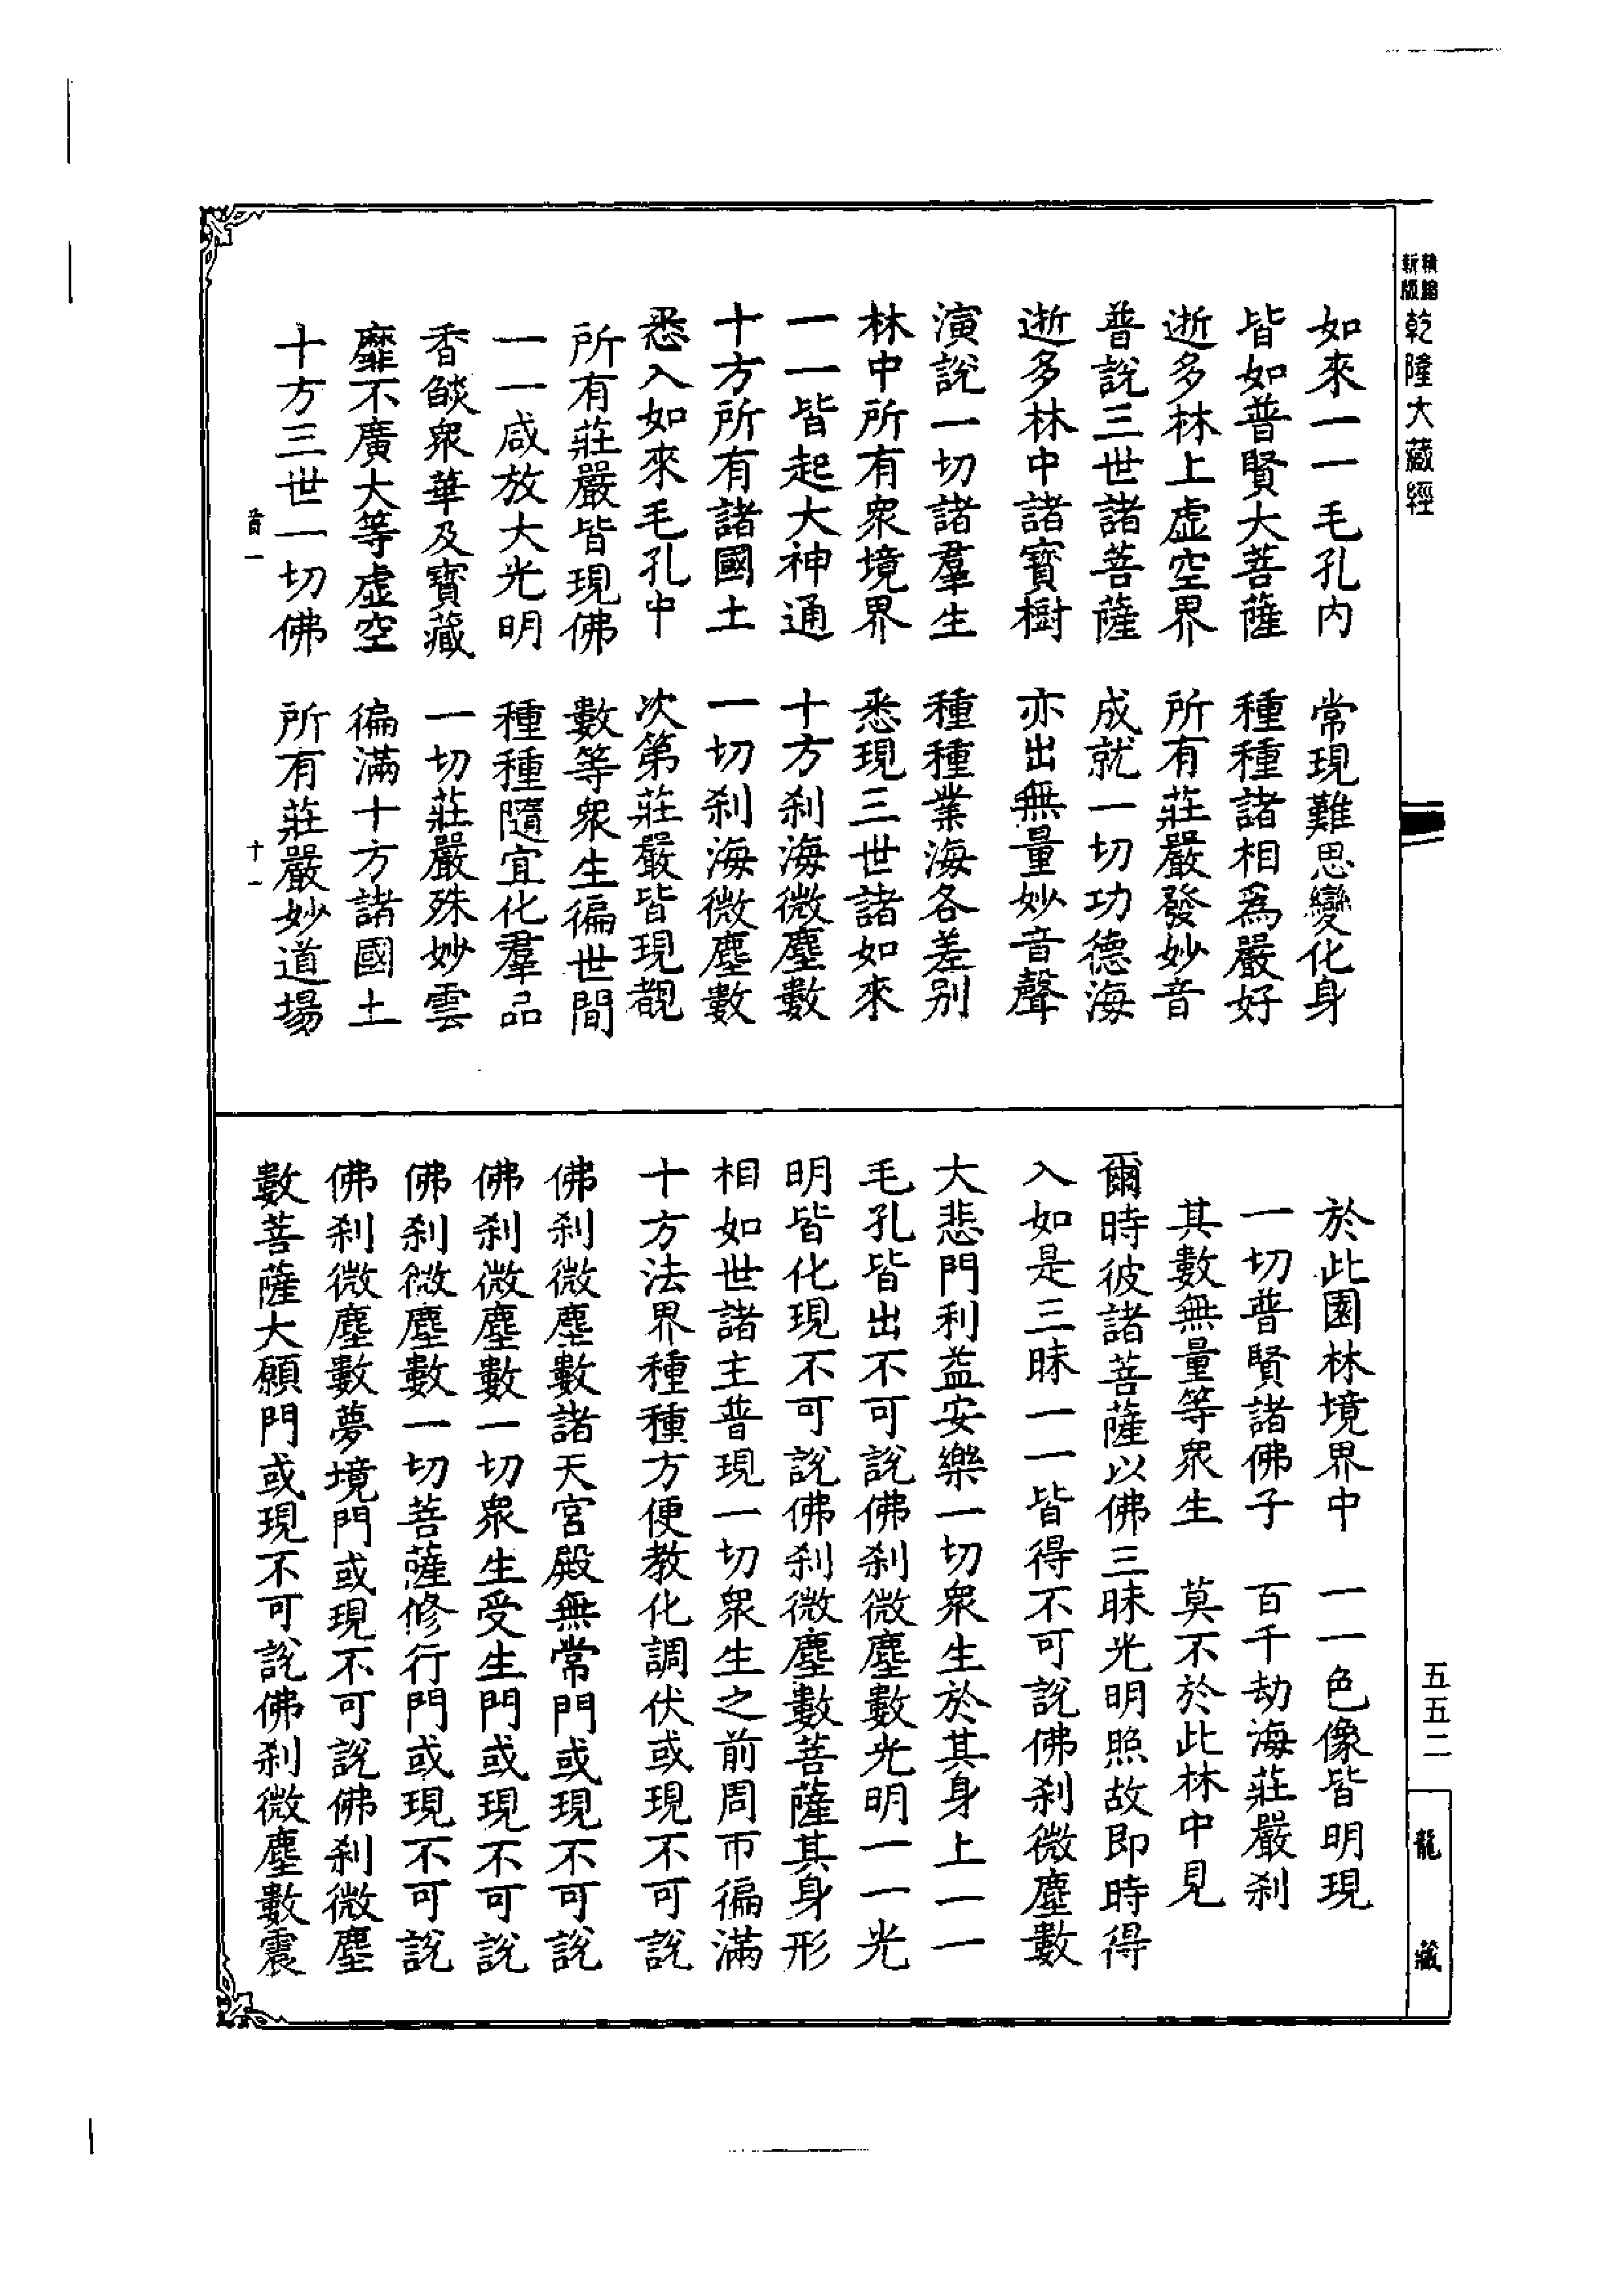 精縮
新版
乾隆大藏經
如來一一毛孔內　常現難思變化身
皆如普賢大菩薩　種種諸相爲嚴好
逝多林上虛空界　所有莊嚴發妙音
普說三世諸菩薩　成就一切功德海
逝多林中諸寶樹　亦出無量妙音聲
演說一切諸羣生　種種業海各差別
林中所有衆境界　悉現三世諸如來
一一皆起大神通　十方刹海微塵數
十方所有諸國土　一切刹海微塵數
悉入如來毛孔中　次第莊嚴皆現覩
所有莊嚴皆現佛　數等衆生徧世間
一一咸放大光明　種種隨宜化羣品
香燄衆華及寶藏　一切莊嚴殊妙雲
靡不廣大等虛空　徧滿十方諸國土
十方三世一切佛　所有莊嚴妙道場
音一　十一
於此園林境界中　一一色像皆明現
一切普賢諸佛子　百千劫海莊嚴刹
其數無量等衆生　莫不於此林中見
爾時彼諸菩薩以佛三昧光明照故即時得
入如是三昧一一皆得不可說佛刹微塵數
大悲門利益安樂一切衆生於其身上一一
毛孔皆出不可說佛刹微塵數光明一一光
明皆化現不可說佛刹微塵數菩薩其身形
相如世諸主普現一切衆生之前周帀徧滿
十方法界種種方便教化調伏或現不可說
佛刹微塵數諸天宮殿無常門或現不可說
佛刹微塵數一切衆生受生門或現不可說
佛刹微塵數一切菩薩修行門或現不可說
佛刹微塵數夢境門或現不可說佛刹微塵
數菩薩大願門或現不可說佛刹微塵數震
五五二
龍藏